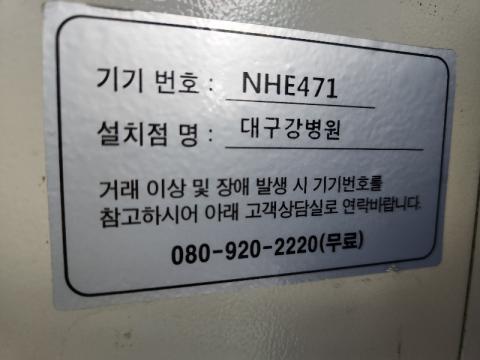 기기 번호 : NHE471
설치점 명 : 대구강병원
거래 이상 및 장애 발생 시 기기번호를
참고하시어 아래 고객상담실로 연락바랍니다.
080-920-2220(무료)